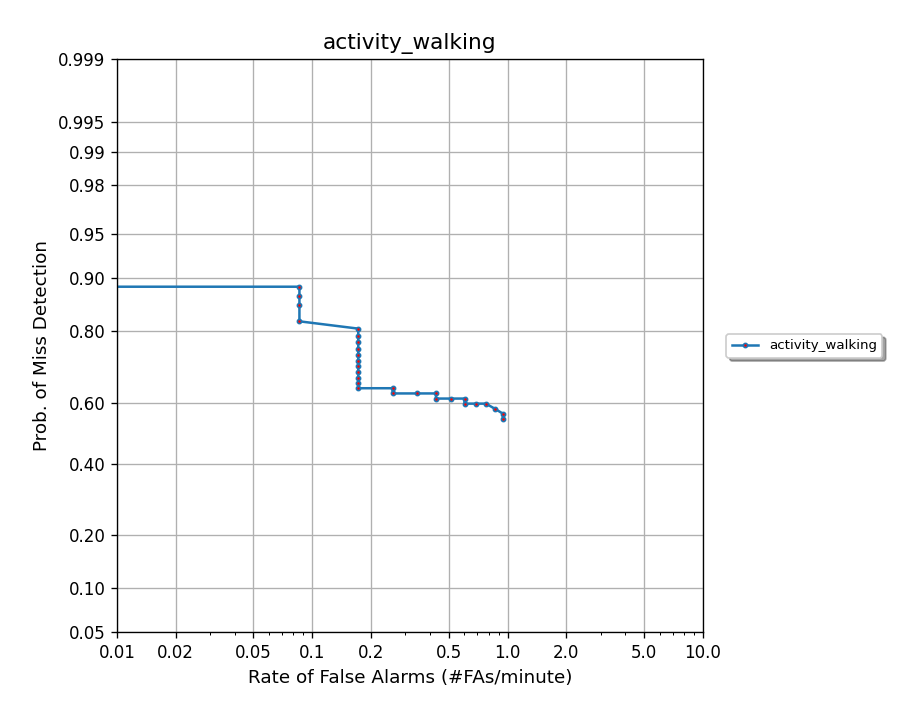 activity_walking
0.999
0.995
0.99
0.98
0.95
0.90
0.80
0.60
0.40
0.20
0.10
0.05
Prob. of Miss Detection
0.01 0.02 0.05 0.1 0.2 0.5 1.0 2.0 5.0 10.0
Rate of False Alarms (#FAs/minute)
activity_walking